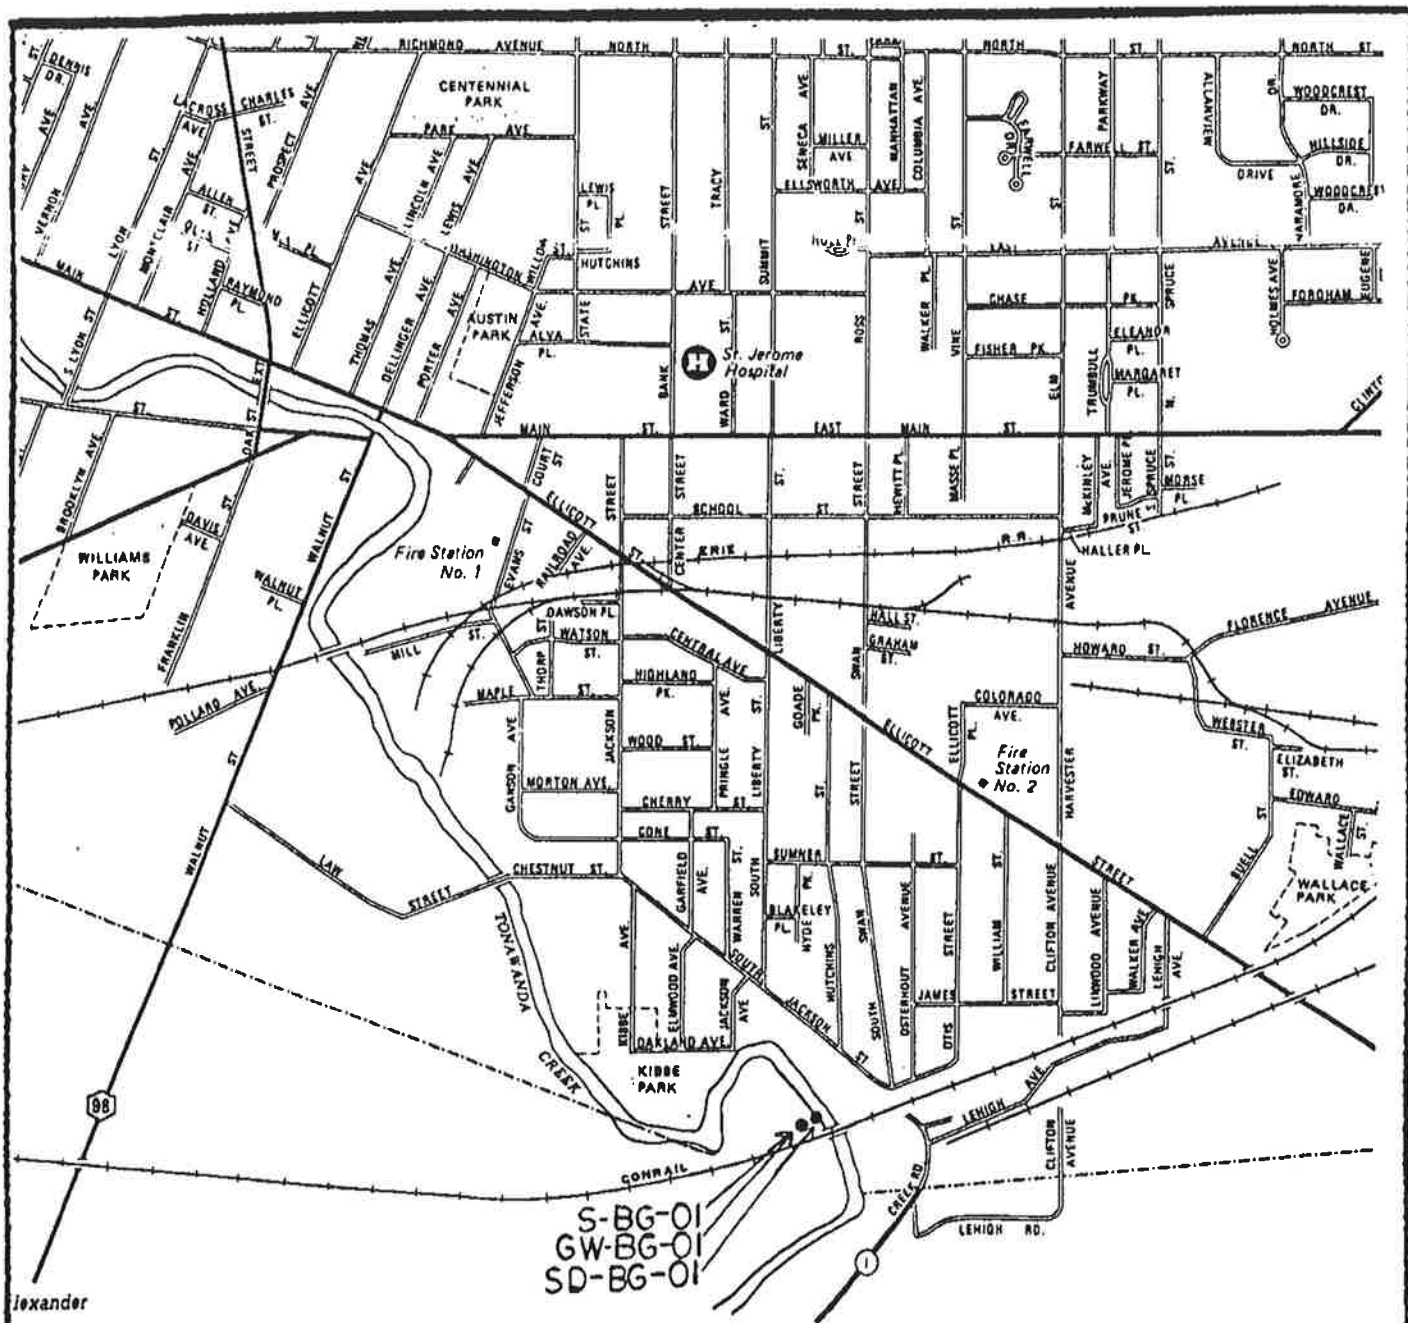 RICHMOND AVENUE NORTH ST. NORTH ST. NORTH ST
DENNIS DR.
LACROSS AVE
CHARLES ST.
STREET
PROSPECT AVE
CENTENNIAL PARK
PARK AVE.
VERNON AVE
LYON ST.
MONTCLAIR AVE
ALLEN ST.
HOLLAND AVE
RAYMOND PL.
ELLICOTT AVE
LINCOLN AVE
LEWIS AVE.
THOMAS AVE.
DELLINGER AVE.
PORTER AVE
AUSTIN PARK
WILLOW ST.
LEWIS PL.
PL.
HUTCHINS
STATE ST
ALVA PL.
JEFFERSON AVE.
AVE.
BANK STREET
TRACY
WARD ST.
SUMMIT ST.
SENECA AVE.
MILLER AVE
ELLSWORTH AVE
MANHATTAN
COLUMBIA AVE.
ROSS ST.
EAST AVENUE
WALKER PL.
VINE ST.
FARWELL DR
FARWELL ST.
PARKWAY
ELM ST.
CHASE PK.
FISHER PK.
TRUMBULL
ELEANOR PL.
MARGARET PL.
N. SPRUCE ST.
ALLANVIEW DRIVE
NARAMORE DR.
WOODCREST DR.
HILLSIDE DR.
WOODCREST DR.
HOLMES AVE
FORDHAM
EUGENE
H
St. Jerome Hospital
MAIN ST.
S LYON ST
ST.
OAK ST EXT
MAIN ST. EAST MAIN ST.
CLINTO
BROOKLYN AVE
DAVIS AVE
WILLIAMS PARK
FRANKLIN ST.
WALNUT ST
WALNUT PL.
POLLARD AVE.
COURT ST
EVANS ST
RAILROAD AVE.
Fire Station No. 1
ELLICOTT ST.
STREET
CENTER STREET
SCHOOL ST.
ERIE R.R.
HEWITT PL.
MASSE PL
McKINLEY AVE
JEROME PL.
SPRUCE ST.
MORSE PL.
PRUNE ST
HALLER PL.
MILL ST.
DAWSON PL
WATSON ST.
THORP ST
MAPLE ST.
CENTRAL AVE
HIGHLAND PK.
WOOD ST.
JACKSON
GANSON AVE
MORTON AVE.
PRINGLE AVE.
LIBERTY ST.
LIBERTY ST.
GOADE PK.
SWAN STREET
HALL ST.
GRAHAM ST.
ELLICOTT STREET
COLORADO AVE.
ELLICOTT PL.
Fire Station No. 2
HARVESTER AVENUE
HOWARD ST.
FLORENCE AVENUE
WEBSTER ST.
ELIZABETH ST.
EDWARD
WALLACE ST.
BUELL ST
WALLACE PARK
CHERRY ST.
CONE ST.
GARFIELD AVE.
WARREN ST.
SOUTH
SUMNER ST.
BLAKELEY PL.
HYDE PK.
HUTCHINS ST.
SOUTH SWAN
OSTERHOUT AVENUE
OTIS STREET
WILLIAM ST
JAMES STREET
CLIFTON AVENUE
LINWOOD AVENUE
WALKER AVE
LEHIGH AVE.
WALNUT ST
LAW STREET
CHESTNUT ST.
TONAWANDA CREEK
KIBBE AVE.
ELMWOOD AVE.
JACKSON AVE
OAKLAND AVE.
SOUTH JACKSON ST
KIBBE PARK
98
CONRAIL
LEHIGH AVE
CLIFTON AVENUE
CREEK RD
LEHIGH RD.
1
S-BG-01
GW-BG-01
SD-BG-01
lexander